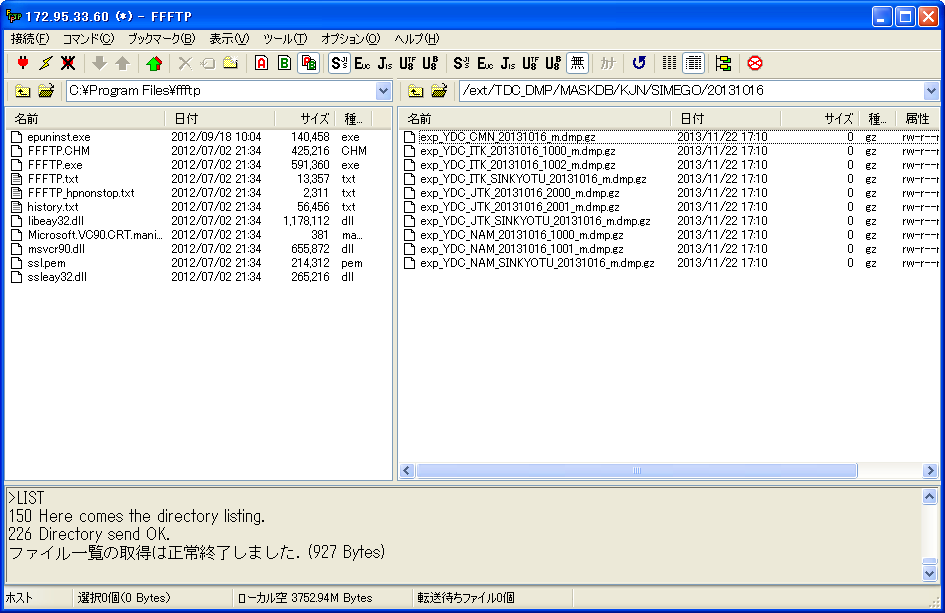 172.95.33.60 (*) - FFFTP
接続(F) コマンド(C) ブックマーク(B) 表示(V) ツール(T) オプション(O) ヘルプ(H)
C:¥Program Files¥ffftp
/ext/TDC_DMP/MASKDB/KJN/SIMEGO/20131016
名前 日付 サイズ 種...
epuninst.exe 2012/09/18 10:04 140,458 exe
FFFTP.CHM 2012/07/02 21:34 425,216 CHM
FFFTP.exe 2012/07/02 21:34 591,360 exe
FFFTP.txt 2012/07/02 21:34 13,357 txt
FFFTP_hpnonstop.txt 2012/07/02 21:34 2,311 txt
history.txt 2012/07/02 21:34 56,456 txt
libeay32.dll 2012/07/02 21:34 1,178,112 dll
Microsoft.VC90.CRT.mani... 2012/07/02 21:34 381 ma...
msvcr90.dll 2012/07/02 21:34 655,872 dll
ssl.pem 2012/07/02 21:34 214,312 pem
ssleay32.dll 2012/07/02 21:34 265,216 dll
名前 日付 サイズ 種... 属性
exp_YDC_CMN_20131016_m.dmp.gz 2013/11/22 17:10 0 gz rw-r--r
exp_YDC_ITK_20131016_1000_m.dmp.gz 2013/11/22 17:10 0 gz rw-r--r
exp_YDC_ITK_20131016_1002_m.dmp.gz 2013/11/22 17:10 0 gz rw-r--r
exp_YDC_ITK_SINKYOTU_20131016_m.dmp.gz 2013/11/22 17:10 0 gz rw-r--r
exp_YDC_JTK_20131016_2000_m.dmp.gz 2013/11/22 17:10 0 gz rw-r--r
exp_YDC_JTK_20131016_2001_m.dmp.gz 2013/11/22 17:10 0 gz rw-r--r
exp_YDC_JTK_SINKYOTU_20131016_m.dmp.gz 2013/11/22 17:10 0 gz rw-r--r
exp_YDC_NAM_20131016_1000_m.dmp.gz 2013/11/22 17:10 0 gz rw-r--r
exp_YDC_NAM_20131016_1001_m.dmp.gz 2013/11/22 17:10 0 gz rw-r--r
exp_YDC_NAM_SINKYOTU_20131016_m.dmp.gz 2013/11/22 17:10 0 gz rw-r--r
>LIST
150 Here comes the directory listing.
226 Directory send OK.
ファイル一覧の取得は正常終了しました. (927 Bytes)
ホスト 選択0個(0 Bytes) ローカル空 3752.94M Bytes 転送待ちファイル0個